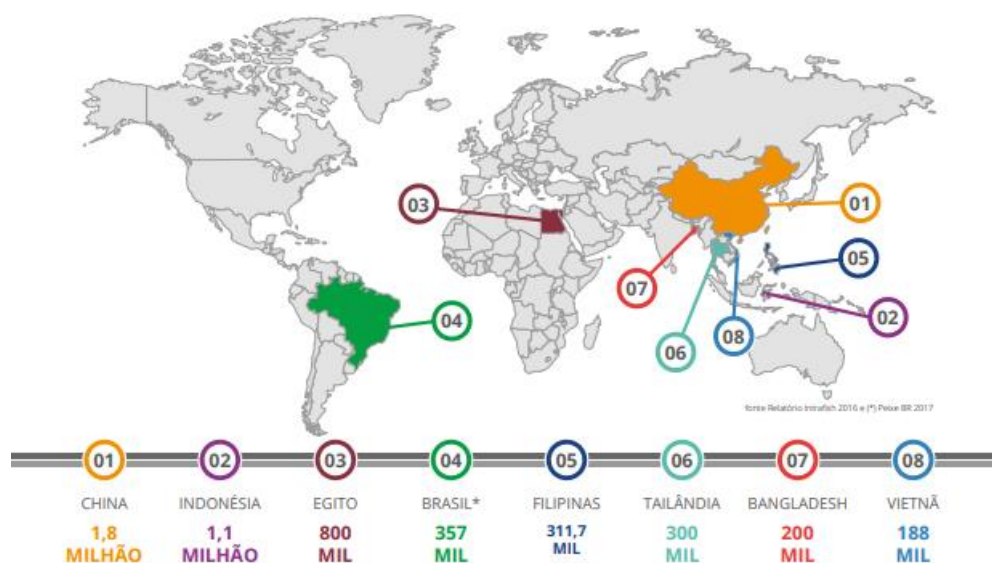 03
01
05
07
02
04
06
08
fonte Relatório Intrafish 2016 e (*) Peixe BR 2017
01 02 03 04 05 06 07 08
CHINA INDONÉSIA EGITO BRASIL* FILIPINAS TAILÂNDIA BANGLADESH VIETNÃ
1,8 1,1 800 357 311,7 300 200 188
MILHÃO MILHÃO MIL MIL MIL MIL MIL MIL